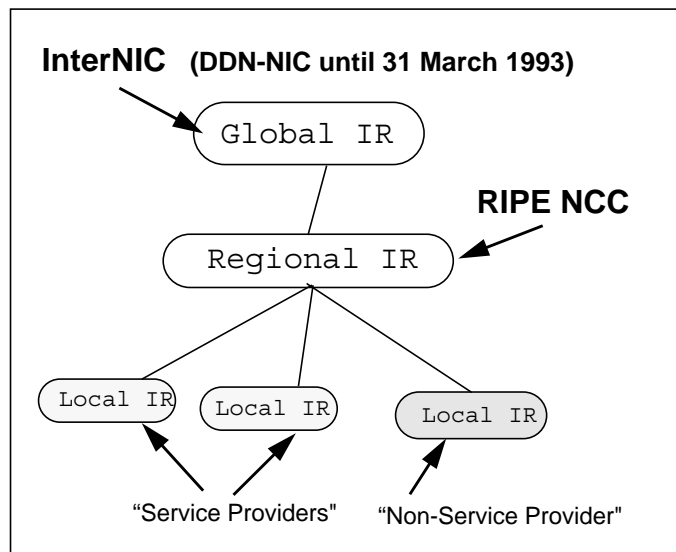 InterNIC (DDN-NIC until 31 March 1993)
Global IR
RIPE NCC
Regional IR
Local IR
Local IR
Local IR
“Service Providers"
“Non-Service Provider"